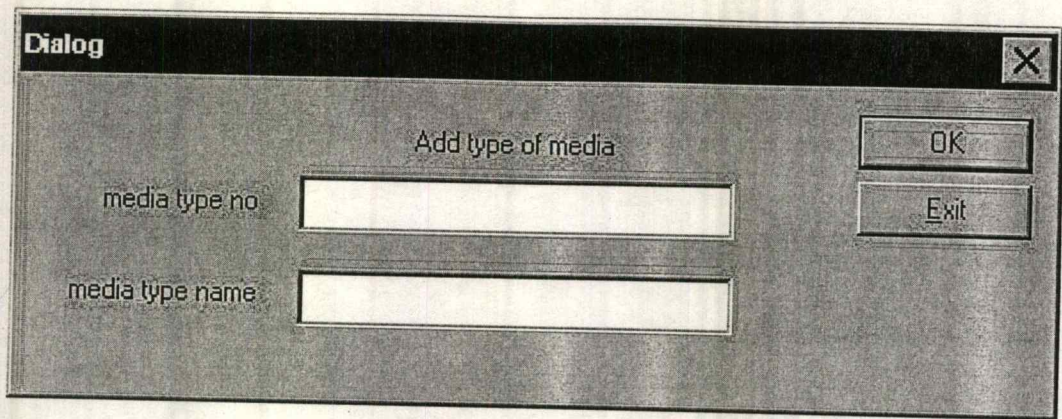 Dialog
Add type of media
OK
media type no
Exit
media type name